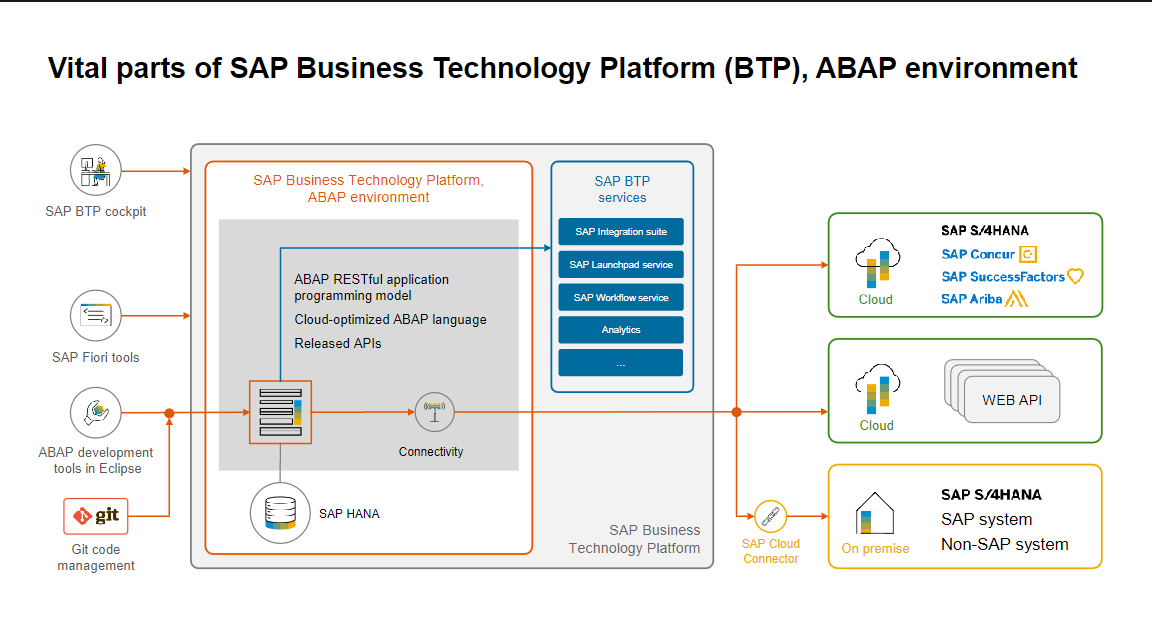 Vital parts of SAP Business Technology Platform (BTP), ABAP environment
SAP BTP cockpit
SAP Fiori tools
ABAP development
tools in Eclipse
git
Git code
management
SAP Business Technology Platform,
ABAP environment
ABAP RESTful application
programming model
Cloud-optimized ABAP language
Released APIs
Connectivity
SAP HANA
SAP BTP
services
SAP Integration suite
SAP Launchpad service
SAP Workflow service
Analytics
...
SAP Business
Technology Platform
SAP Cloud
Connector
Cloud
SAP S/4HANA
SAP Concur
SAP SuccessFactors
SAP Ariba
Cloud
WEB API
On premise
SAP S/4HANA
SAP system
Non-SAP system